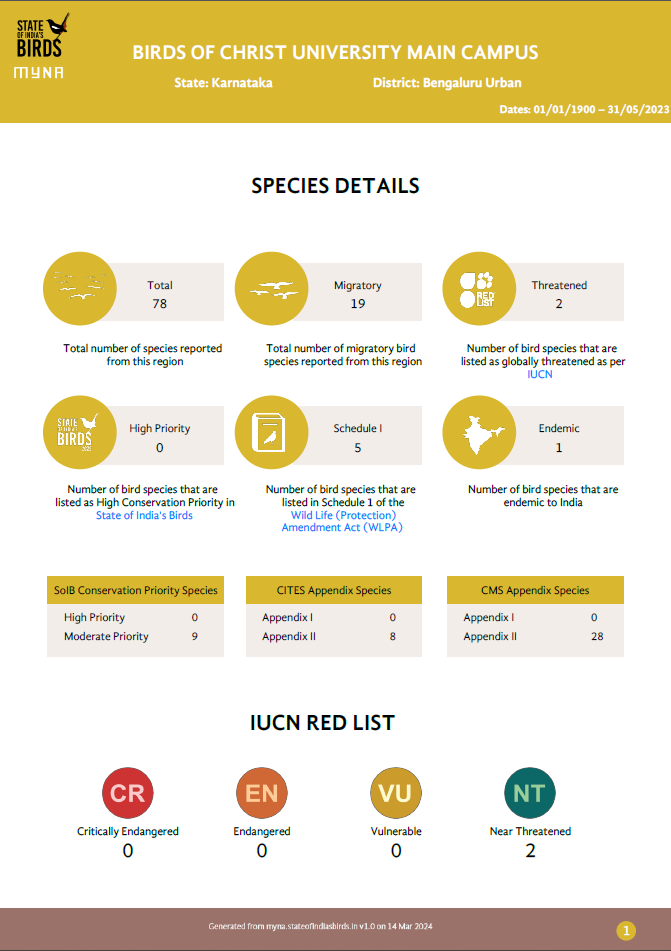 STATE
OF INDIA'S
BIRDS
MYNA
BIRDS OF CHRIST UNIVERSITY MAIN CAMPUS
State: Karnataka District: Bengaluru Urban
Dates: 01/01/1900 – 31/05/2023
SPECIES DETAILS
Total
78
Total number of species reported
from this region
Migratory
19
Total number of migratory bird
species reported from this region
RED
LIST
Threatened
2
Number of bird species that are
listed as globally threatened as per
IUCN
STATE
OF INDIA'S
BIRDS
High Priority
0
Number of bird species that are
listed as High Conservation Priority in
State of India's Birds
Schedule I
5
Number of bird species that are
listed in Schedule 1 of the
Wild Life (Protection)
Amendment Act (WLPA)
Endemic
1
Number of bird species that are
endemic to India
SoIB Conservation Priority Species
High Priority 0
Moderate Priority 9
CITES Appendix Species
Appendix I 0
Appendix II 8
CMS Appendix Species
Appendix I 0
Appendix II 28
IUCN RED LIST
CR
Critically Endangered
0
EN
Endangered
0
VU
Vulnerable
0
NT
Near Threatened
2
Generated from myna.stateofindiasbirds.in v1.0 on 14 Mar 2024
1